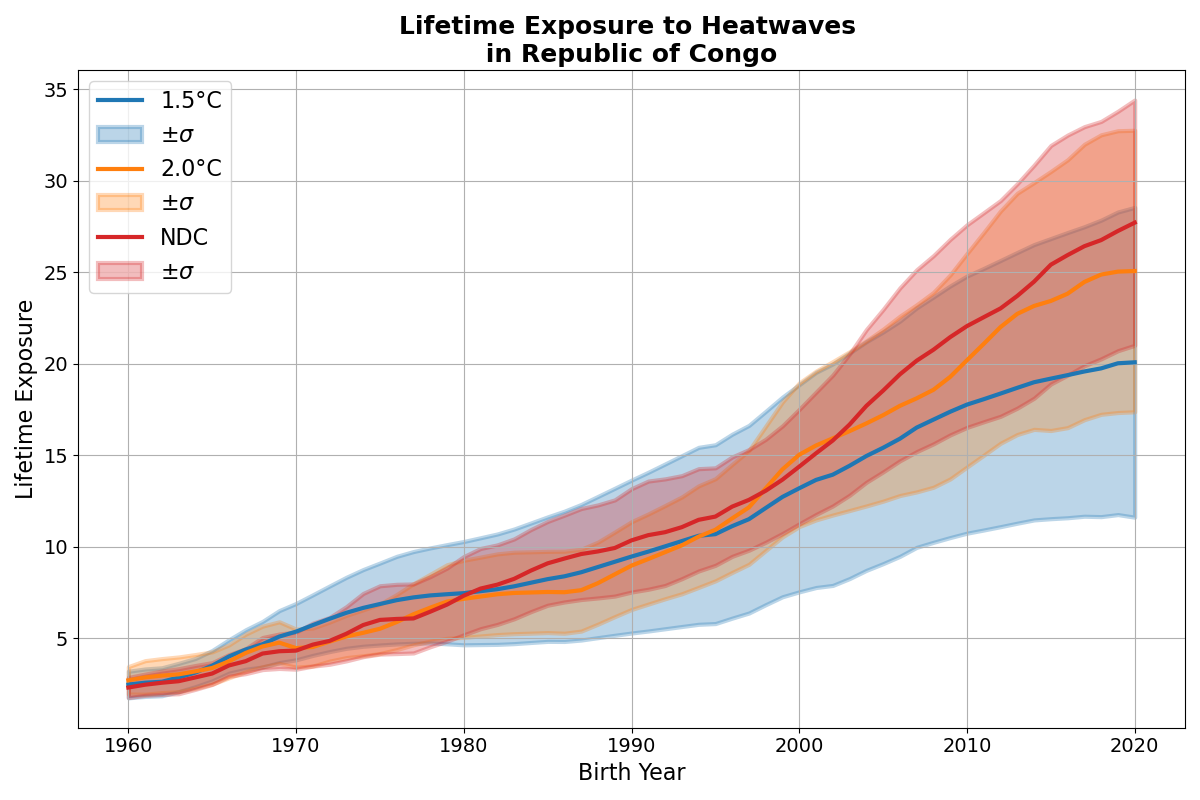 Lifetime Exposure to Heatwaves
in Republic of Congo
35
30
25
20
15
10
5
Lifetime Exposure
1.5°C
±σ
2.0°C
±σ
NDC
±σ
1960
1970
1980
1990
2000
2010
2020
Birth Year